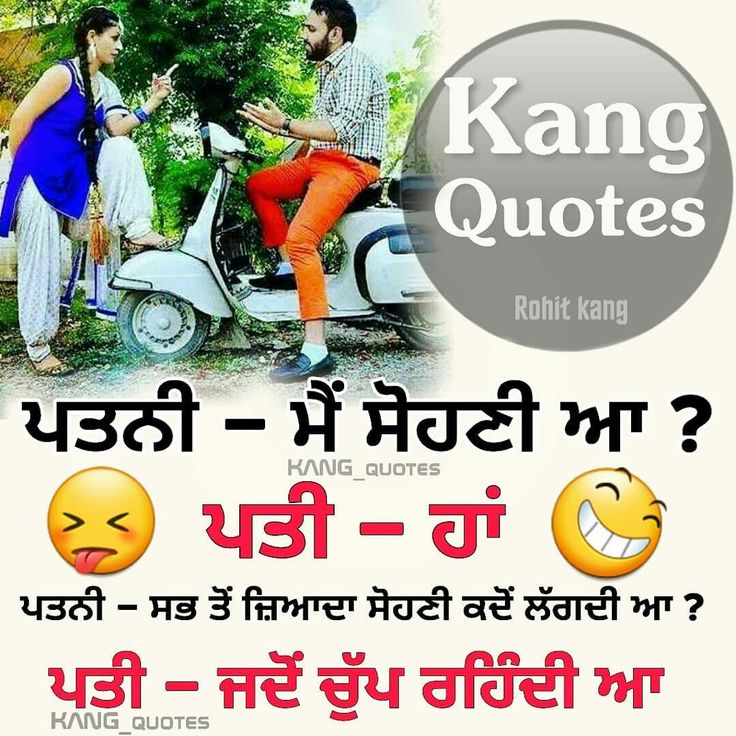 Kang
Quotes
Rohit kang
ਪਤਨੀ – ਮੈਂ ਸੋਹਣੀ ਆ ?
KANG_QUOTES
ਪਤੀ – ਹਾਂ
ਪਤਨੀ – ਸਭ ਤੋਂ ਜ਼ਿਆਦਾ ਸੋਹਣੀ ਕਦੋਂ ਲੱਗਦੀ ਆ ?
ਪਤੀ – ਜਦੋਂ ਚੁੱਪ ਰਹਿੰਦੀ ਆ
KANG_QUOTES